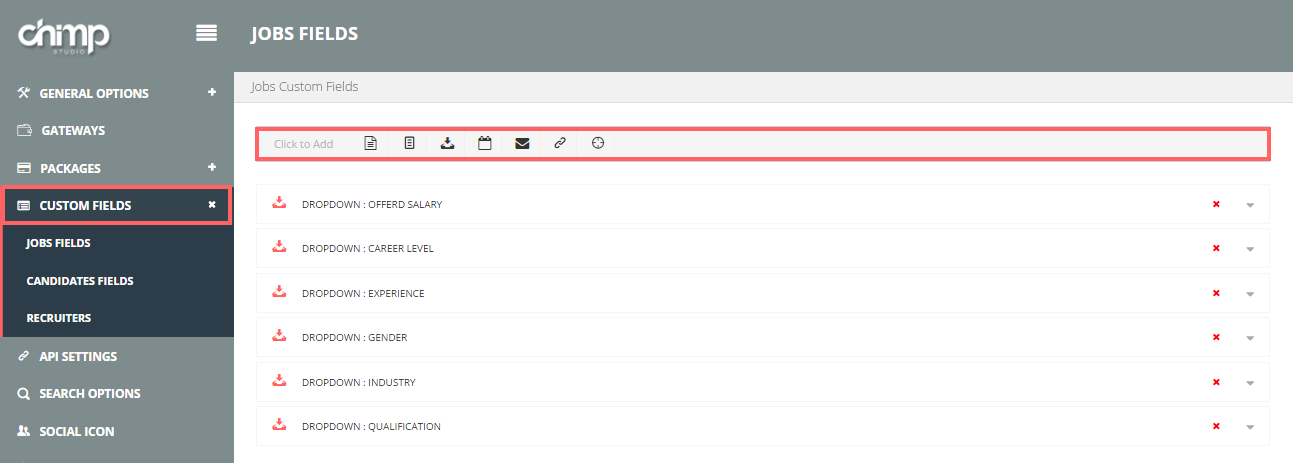 chimp
STUDIO
JOBS FIELDS
GENERAL OPTIONS
GATEWAYS
PACKAGES
CUSTOM FIELDS
JOBS FIELDS
CANDIDATES FIELDS
RECRUITERS
API SETTINGS
SEARCH OPTIONS
SOCIAL ICON
Jobs Custom Fields
Click to Add
DROPDOWN : OFFERD SALARY
DROPDOWN : CAREER LEVEL
DROPDOWN : EXPERIENCE
DROPDOWN : GENDER
DROPDOWN : INDUSTRY
DROPDOWN : QUALIFICATION